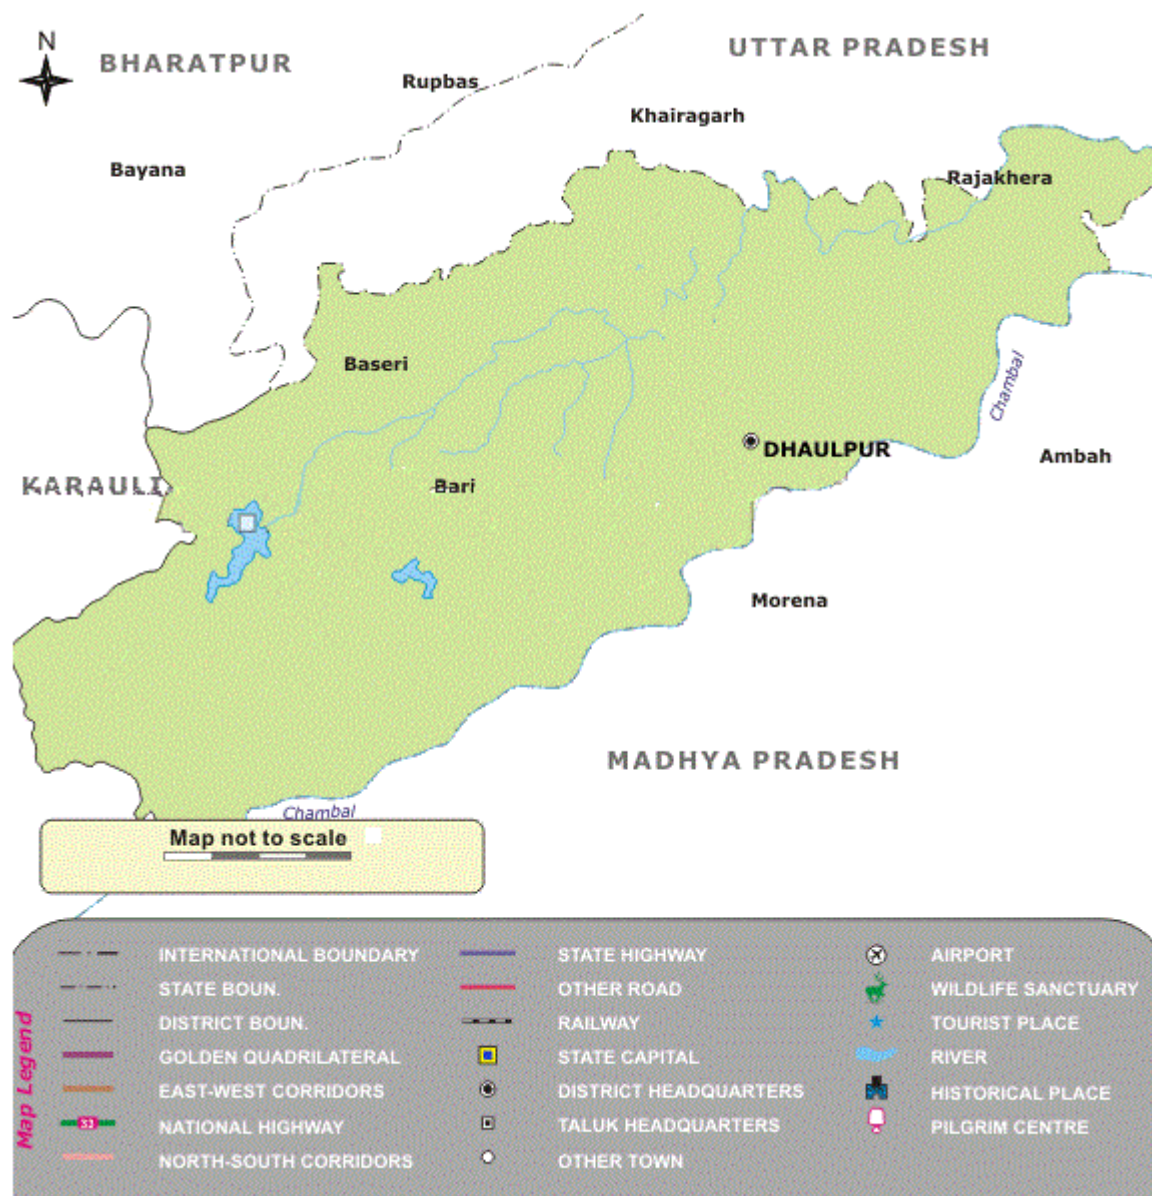 N
BHARATPUR
UTTAR PRADESH
Rupbas
Khairagarh
Bayana
Rajakhera
Baseri
Chambal
DHAULPUR
Ambah
KARAULI
Bari
Morena
MADHYA PRADESH
Chambal
Map not to scale
Map Legend
INTERNATIONAL BOUNDARY
STATE BOUN.
DISTRICT BOUN.
GOLDEN QUADRILATERAL
EAST-WEST CORRIDORS
NATIONAL HIGHWAY
NORTH-SOUTH CORRIDORS
STATE HIGHWAY
OTHER ROAD
RAILWAY
STATE CAPITAL
DISTRICT HEADQUARTERS
TALUK HEADQUARTERS
OTHER TOWN
AIRPORT
WILDLIFE SANCTUARY
TOURIST PLACE
RIVER
HISTORICAL PLACE
PILGRIM CENTRE